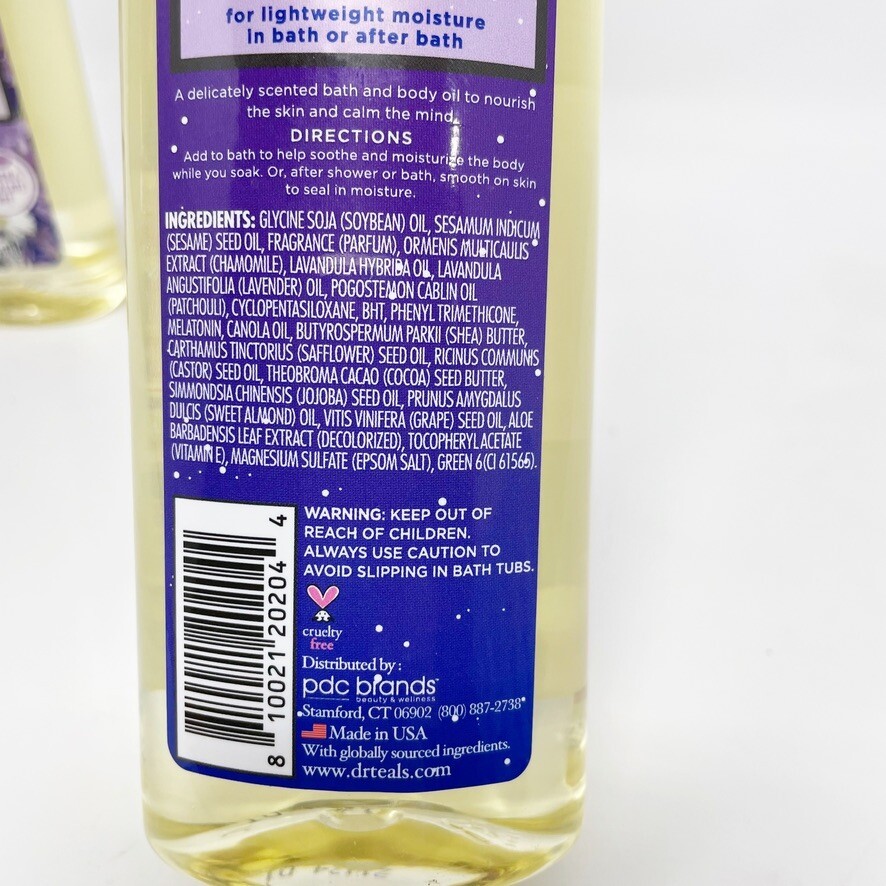 for lightweight moisture
in bath or after bath
A delicately scented bath and body oil to nourish
the skin and calm the mind.
DIRECTIONS
Add to bath to help soothe and moisturize the body
while you soak. Or, after shower or bath, smooth on skin
to seal in moisture.
INGREDIENTS: GLYCINE SOJA (SOYBEAN) OIL, SESAMUM INDICUM
(SESAME) SEED OIL, FRAGRANCE (PARFUM), ORMENIS MULTICAULIS
EXTRACT (CHAMOMILE), LAVANDULA HYBRIDA OIL, LAVANDULA
ANGUSTIFOLIA (LAVENDER) OIL, POGOSTEMON CABLIN OIL
(PATCHOULI), CYCLOPENTASILOXANE, BHT, PHENYL TRIMETHICONE,
MELATONIN, CANOLA OIL, BUTYROSPERMUM PARKII (SHEA) BUTTER,
CARTHAMUS TINCTORIUS (SAFFLOWER) SEED OIL, RICINUS COMMUNIS
(CASTOR) SEED OIL, THEOBROMA CACAO (COCOA) SEED BUTTER,
SIMMONDSIA CHINENSIS (JOJOBA) SEED OIL, PRUNUS AMYGDALUS
DULCIS (SWEET ALMOND) OIL, VITIS VINIFERA (GRAPE) SEED OIL, ALOE
BARBADENSIS LEAF EXTRACT (DECOLORIZED), TOCOPHERYL ACETATE
(VITAMIN E), MAGNESIUM SULFATE (EPSOM SALT), GREEN 6(CI 61565).
WARNING: KEEP OUT OF
REACH OF CHILDREN.
ALWAYS USE CAUTION TO
AVOID SLIPPING IN BATH TUBS.
8 10021 20204 4
cruelty
free
Distributed by :
pdc brands™
beauty & wellness
Stamford, CT 06902 (800) 887-2738
Made in USA
With globally sourced ingredients.
www.drteals.com